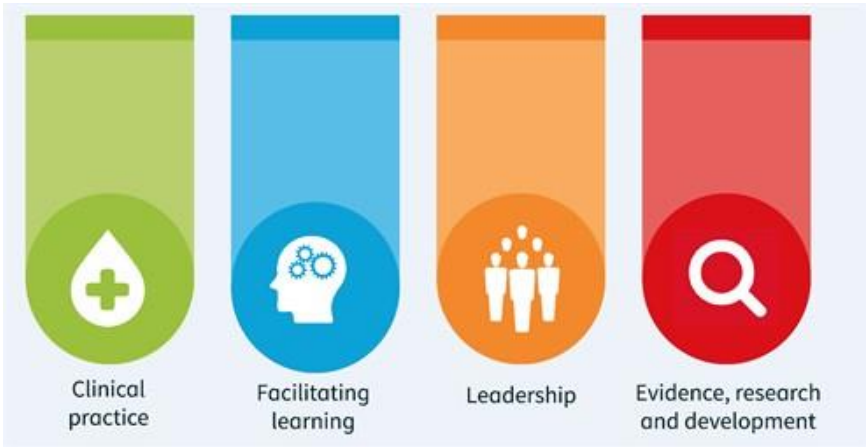 Clinical
practice
Facilitating
learning
Leadership
Evidence, research
and development